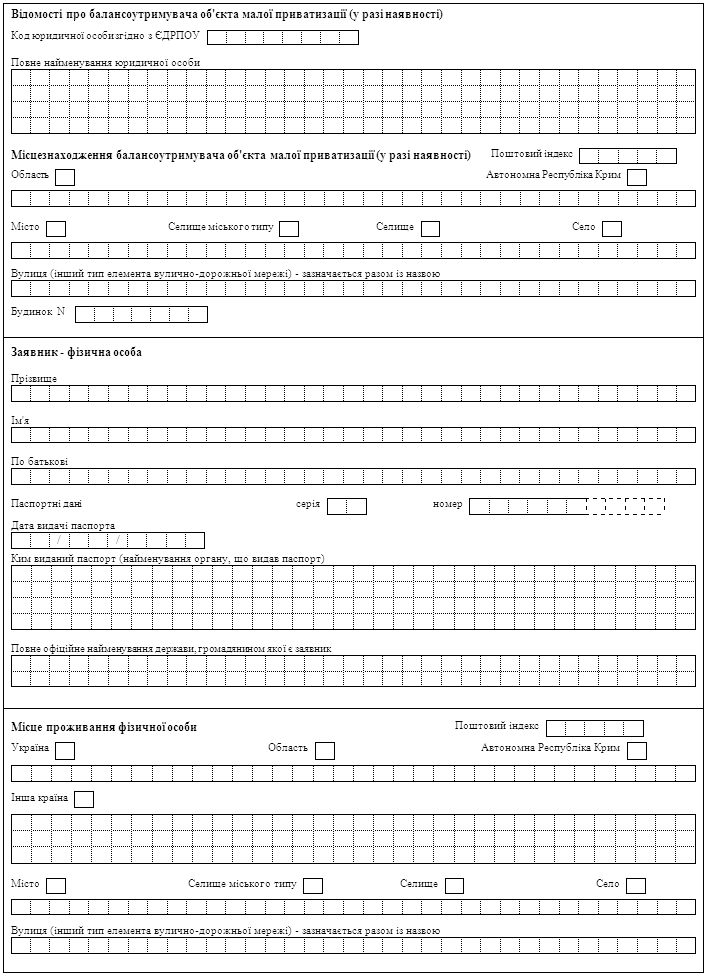 Відомості про балансоутримувача об'єкта малої приватизації (у разі наявності)
Код юридичної особи згідно з ЄДРПОУ
Повне найменування юридичної особи
Місцезнаходження балансоутримувача об'єкта малої приватизації (у разі наявності) Поштовий індекс
Область Автономна Республіка Крим
Місто Селище міського типу Селище Село
Вулиця (інший тип елемента вулично-дорожньої мережі) - зазначається разом із назвою
Будинок N
Заявник - фізична особа
Прізвище
Ім'я
По батькові
Паспортні дані серія номер
Дата видачі паспорта
/ /
Ким виданий паспорт (найменування органу, що видав паспорт)
Повне офіційне найменування держави, громадянином якої є заявник
Місце проживання фізичної особи Поштовий індекс
Україна Область Автономна Республіка Крим
Інша країна
Місто Селище міського типу Селище Село
Вулиця (інший тип елемента вулично-дорожньої мережі) - зазначається разом із назвою